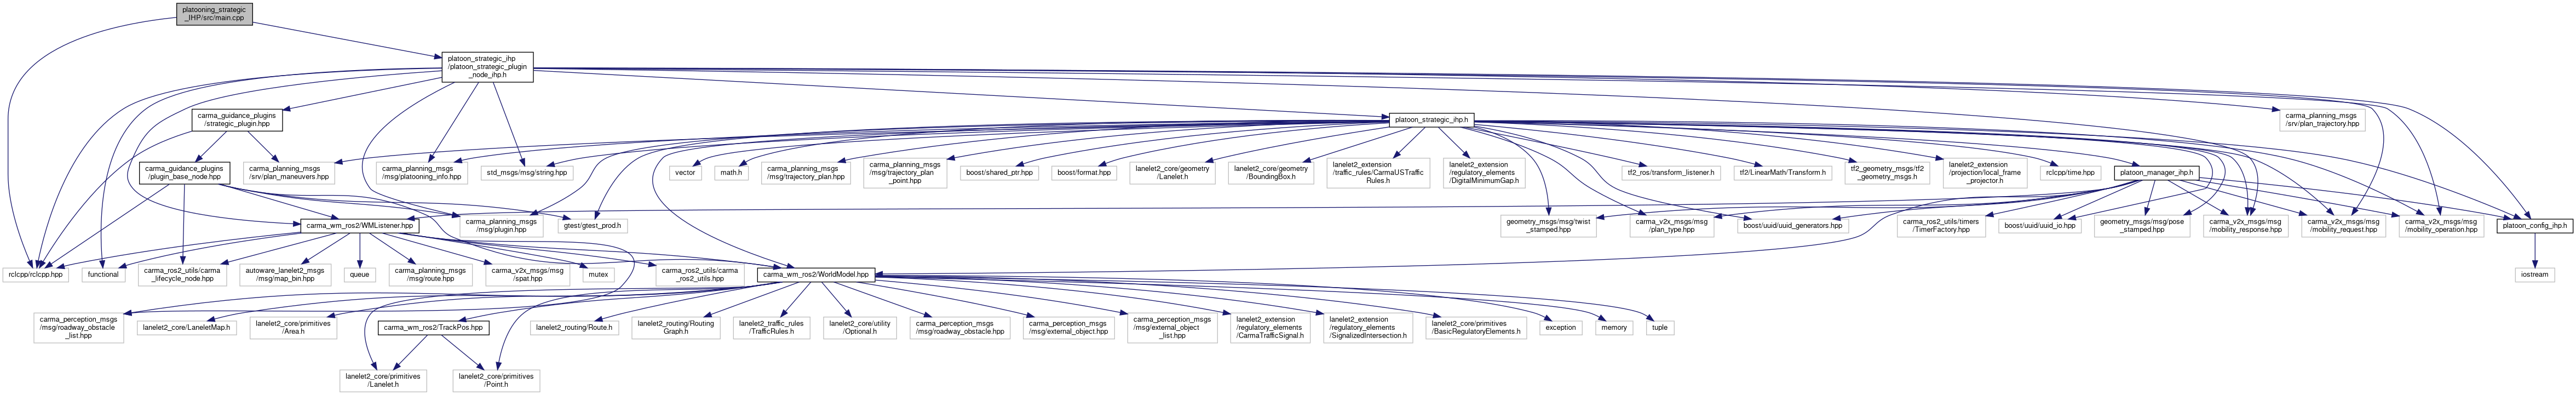 platooning_strategic
_IHP/src/main.cpp
platoon_strategic_ihp
/platoon_strategic_plugin
_node_ihp.h
carma_guidance_plugins
/strategic_plugin.hpp
platoon_strategic_ihp.h
carma_planning_msgs
/srv/plan_trajectory.hpp
carma_guidance_plugins
/plugin_base_node.hpp
carma_planning_msgs
/srv/plan_maneuvers.hpp
carma_planning_msgs
/msg/platooning_info.hpp
std_msgs/msg/string.hpp
vector
math.h
carma_planning_msgs
/msg/trajectory_plan.hpp
carma_planning_msgs
/msg/trajectory_plan
_point.hpp
boost/shared_ptr.hpp
boost/format.hpp
lanelet2_core/geometry
/Lanelet.h
lanelet2_core/geometry
/BoundingBox.h
lanelet2_extension
/traffic_rules/CarmaUSTraffic
Rules.h
lanelet2_extension
/regulatory_elements
/DigitalMinimumGap.h
tf2_ros/transform_listener.h
tf2/LinearMath/Transform.h
tf2_geometry_msgs/tf2
_geometry_msgs.h
lanelet2_extension
/projection/local_frame
_projector.h
rclcpp/time.hpp
platoon_manager_ihp.h
carma_wm_ros2/WMListener.hpp
carma_planning_msgs
/msg/plugin.hpp
gtest/gtest_prod.h
geometry_msgs/msg/twist
_stamped.hpp
carma_v2x_msgs/msg
/plan_type.hpp
boost/uuid/uuid_generators.hpp
carma_ros2_utils/timers
/TimerFactory.hpp
boost/uuid/uuid_io.hpp
geometry_msgs/msg/pose
_stamped.hpp
carma_v2x_msgs/msg
/mobility_response.hpp
carma_v2x_msgs/msg
/mobility_request.hpp
carma_v2x_msgs/msg
/mobility_operation.hpp
platoon_config_ihp.h
rclcpp/rclcpp.hpp
functional
carma_ros2_utils/carma
_lifecycle_node.hpp
autoware_lanelet2_msgs
/msg/map_bin.hpp
queue
carma_planning_msgs
/msg/route.hpp
carma_v2x_msgs/msg
/spat.hpp
mutex
carma_ros2_utils/carma
_ros2_utils.hpp
carma_wm_ros2/WorldModel.hpp
iostream
carma_perception_msgs
/msg/roadway_obstacle
_list.hpp
lanelet2_core/LaneletMap.h
lanelet2_core/primitives
/Area.h
carma_wm_ros2/TrackPos.hpp
lanelet2_routing/Route.h
lanelet2_routing/Routing
Graph.h
lanelet2_traffic_rules
/TrafficRules.h
lanelet2_core/utility
/Optional.h
carma_perception_msgs
/msg/roadway_obstacle.hpp
carma_perception_msgs
/msg/external_object.hpp
carma_perception_msgs
/msg/external_object
_list.hpp
lanelet2_extension
/regulatory_elements
/CarmaTrafficSignal.h
lanelet2_extension
/regulatory_elements
/SignalizedIntersection.h
lanelet2_core/primitives
/BasicRegulatoryElements.h
exception
memory
tuple
lanelet2_core/primitives
/Lanelet.h
lanelet2_core/primitives
/Point.h